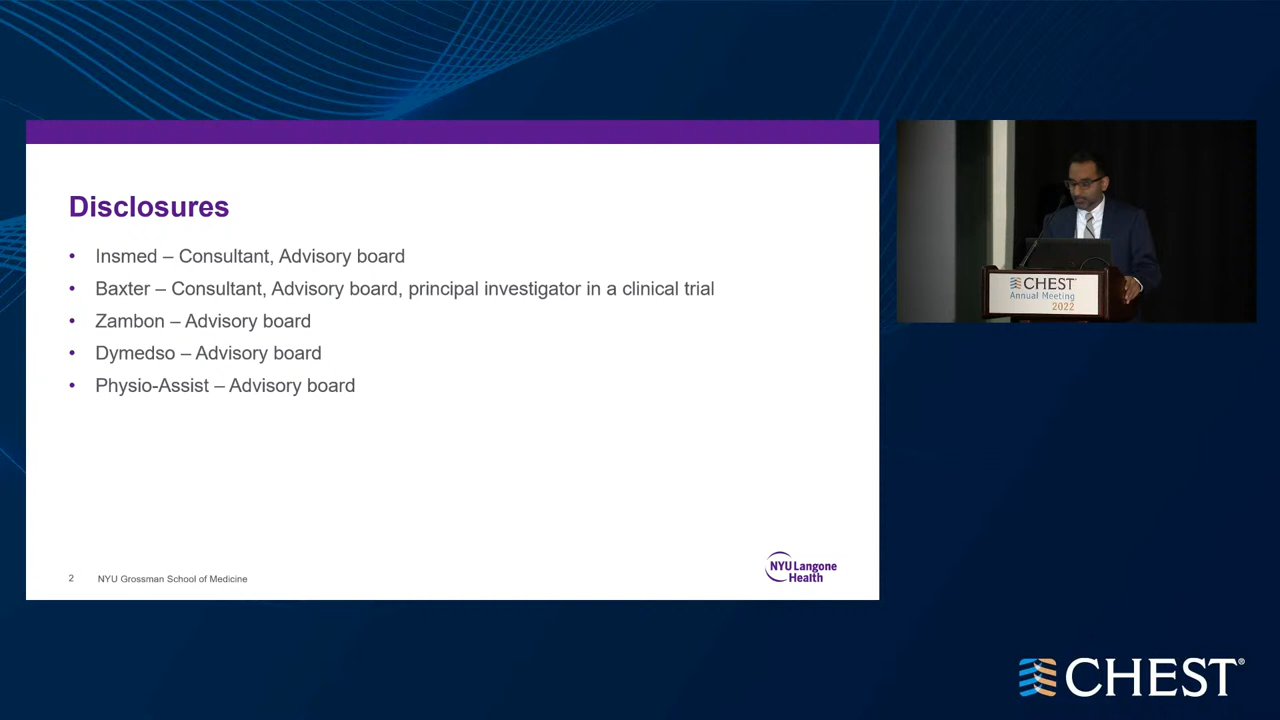 Disclosures
• Insmed – Consultant, Advisory board
• Baxter – Consultant, Advisory board, principal investigator in a clinical trial
• Zambon – Advisory board
• Dymedso – Advisory board
• Physio-Assist – Advisory board
2 NYU Grossman School of Medicine
NYU Langone
Health
CHEST
Annual Meeting
2022
CHEST®